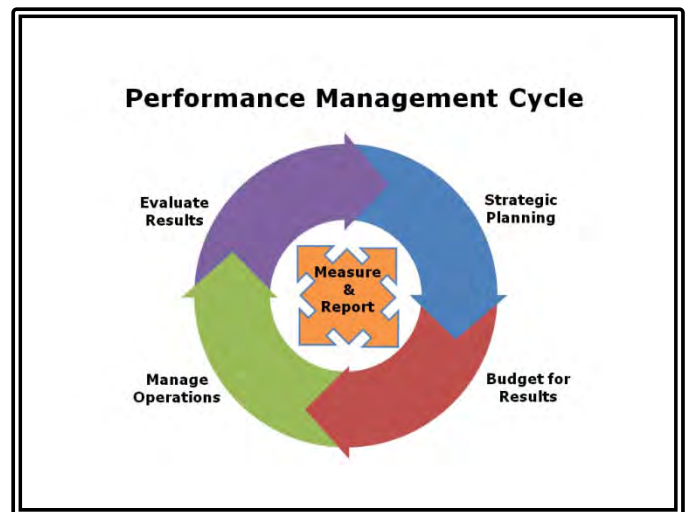 Performance Management Cycle
Evaluate
Results
Strategic
Planning
Measure
&
Report
Manage
Operations
Budget for
Results